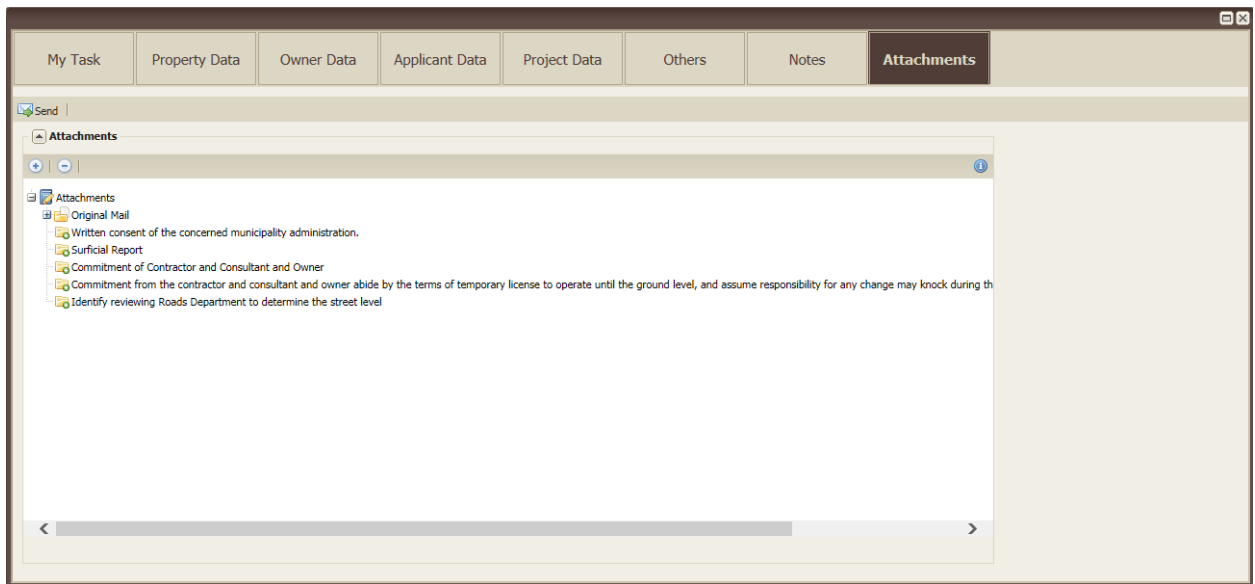 My Task
Property Data
Owner Data
Applicant Data
Project Data
Others
Notes
Attachments
Send
Attachments
Attachments
Original Mail
Written consent of the concerned municipality administration.
Surficial Report
Commitment of Contractor and Consultant and Owner
Commitment from the contractor and consultant and owner abide by the terms of temporary license to operate until the ground level, and assume responsibility for any change may knock during th
Identify reviewing Roads Department to determine the street level